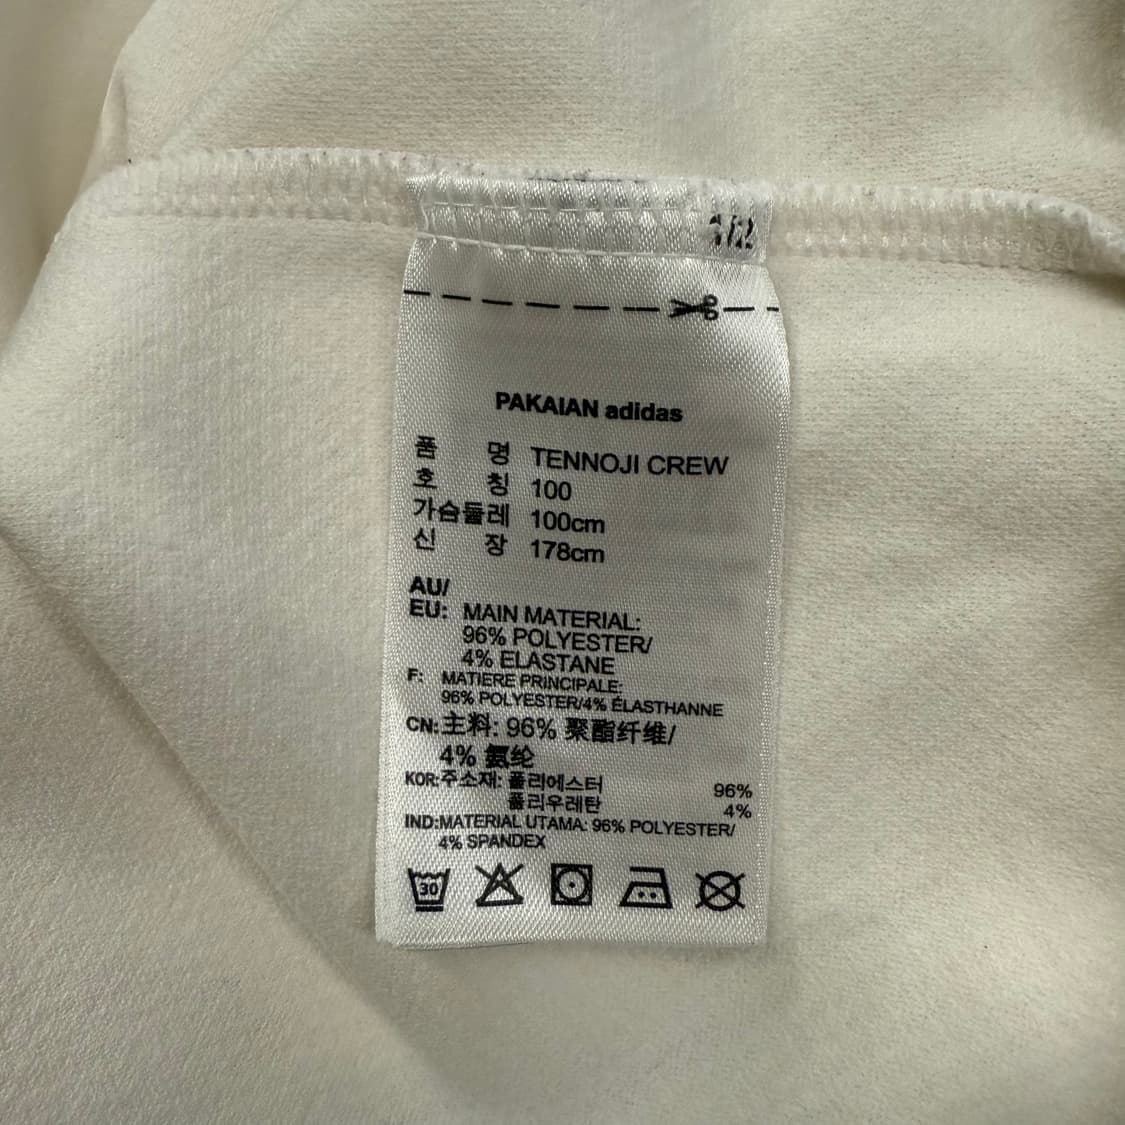 PAKAIAN adidas
품 명 TENNOJI CREW
호 칭 100
가슴둘레 100cm
신 장 178cm
AU/
EU: MAIN MATERIAL:
96% POLYESTER/
4% ELASTANE
F: MATIERE PRINCIPALE:
96% POLYESTER/4% ÉLASTHANNE
CN: 主料: 96% 聚酯纤维/
4% 氨纶
KOR: 주소재: 폴리에스터 96%
폴리우레탄 4%
IND: MATERIAL UTAMA: 96% POLYESTER/
4% SPANDEX
30